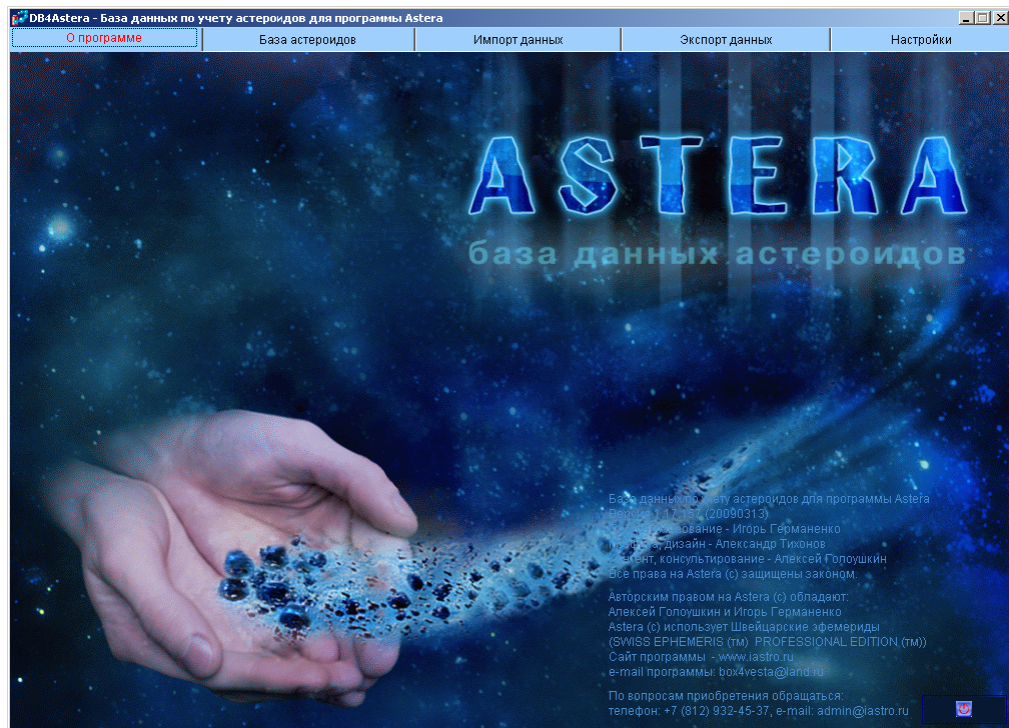 DB4Astera - База данных по учету астероидов для программы Astera
О программе База астероидов Импорт данных Экспорт данных Настройки
ASTERA
база данных астероидов
База данных по учету астероидов для программы Astera
(20090313)
- Игорь Германенко
дизайн - Александр Тихонов
консультирование - Алексей Голоушкин
Все права на Astera (c) защищены законом.
Авторским правом на Astera (c) обладают:
Алексей Голоушкин и Игорь Германенко
Astera (c) использует Швейцарские эфемериды
(SWISS EPHEMERIS (тм) PROFESSIONAL EDITION (тм))
Сайт программы - www.iastro.ru
e-mail программы: box4vesta@land.ru
По вопросам приобретения обращаться:
телефон: +7 (812) 932-45-37, e-mail: admin@iastro.ru